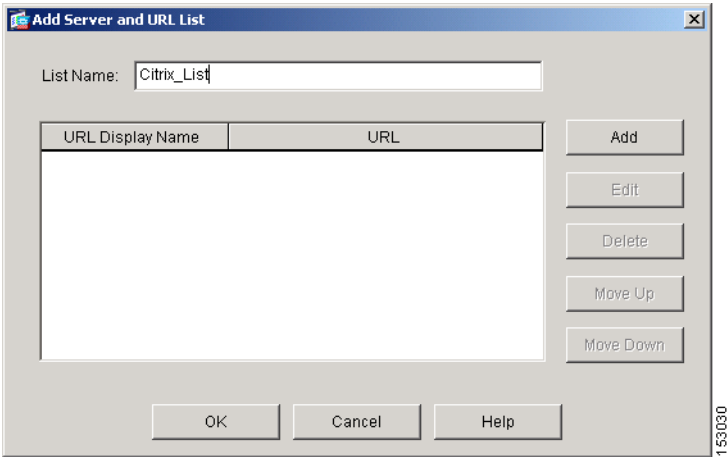 Add Server and URL List
List Name: Citrix_List
URL Display Name URL
Add
Edit
Delete
Move Up
Move Down
OK Cancel Help
153030